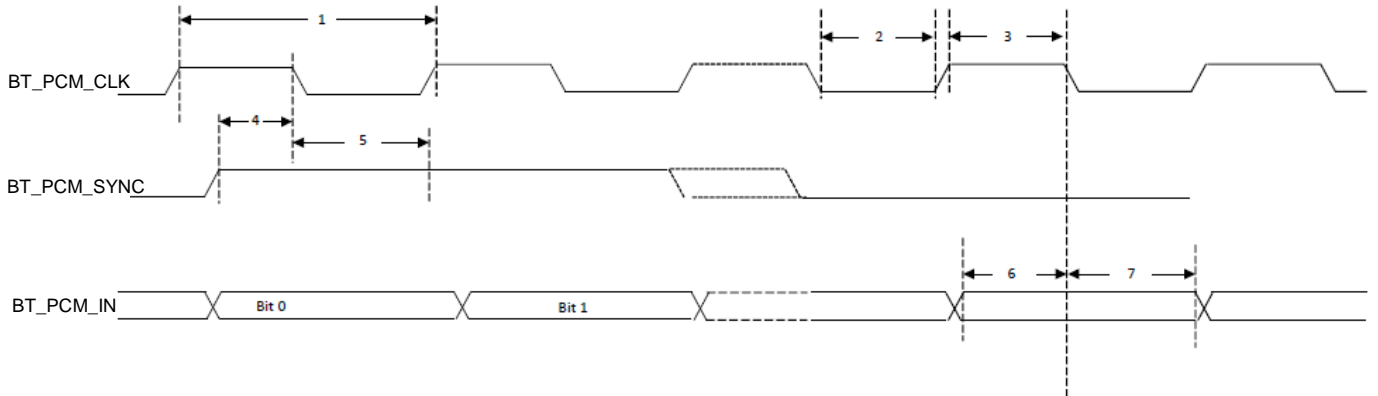 1
2
3
BT_PCM_CLK
4
5
BT_PCM_SYNC
6
7
BT_PCM_IN
Bit 0
Bit 1